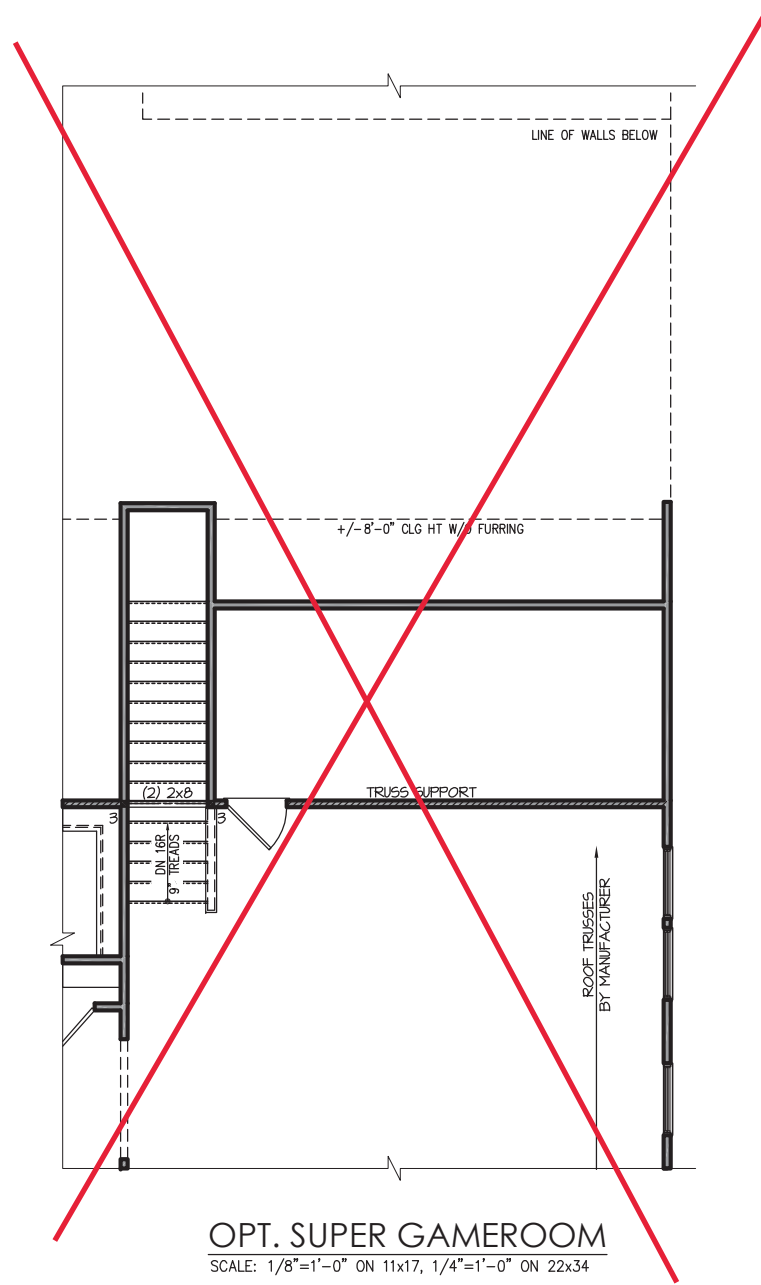 LINE OF WALLS BELOW
+/-8'-0" CLG HT W/O FURRING
(2) 2x8
TRUSS SUPPORT
3
3
DN 16R
9" TREADS
ROOF TRUSSES
BY MANUFACTURER
OPT. SUPER GAMEROOM
SCALE: 1/8"=1'-0" ON 11x17, 1/4"=1'-0" ON 22x34